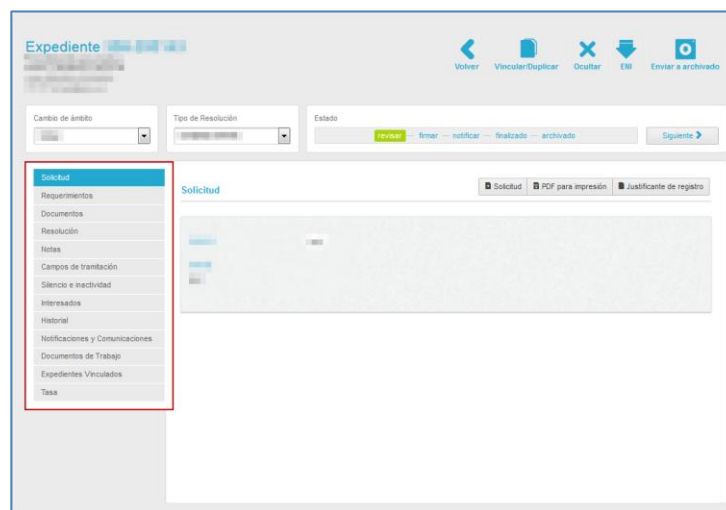 Expediente
Volver Vincular/Duplicar Ocultar ENI Enviar a archivado
Cambio de ámbito Tipo de Resolución Estado
revisar — firmar — notificar — finalizado — archivado Siguiente
Solicitud
Requerimientos
Documentos
Resolución
Notas
Campos de tramitación
Silencio e inactividad
Interesados
Historial
Notificaciones y Comunicaciones
Documentos de Trabajo
Expedientes Vinculados
Tasa
Solicitud Solicitud PDF para impresión Justificante de registro